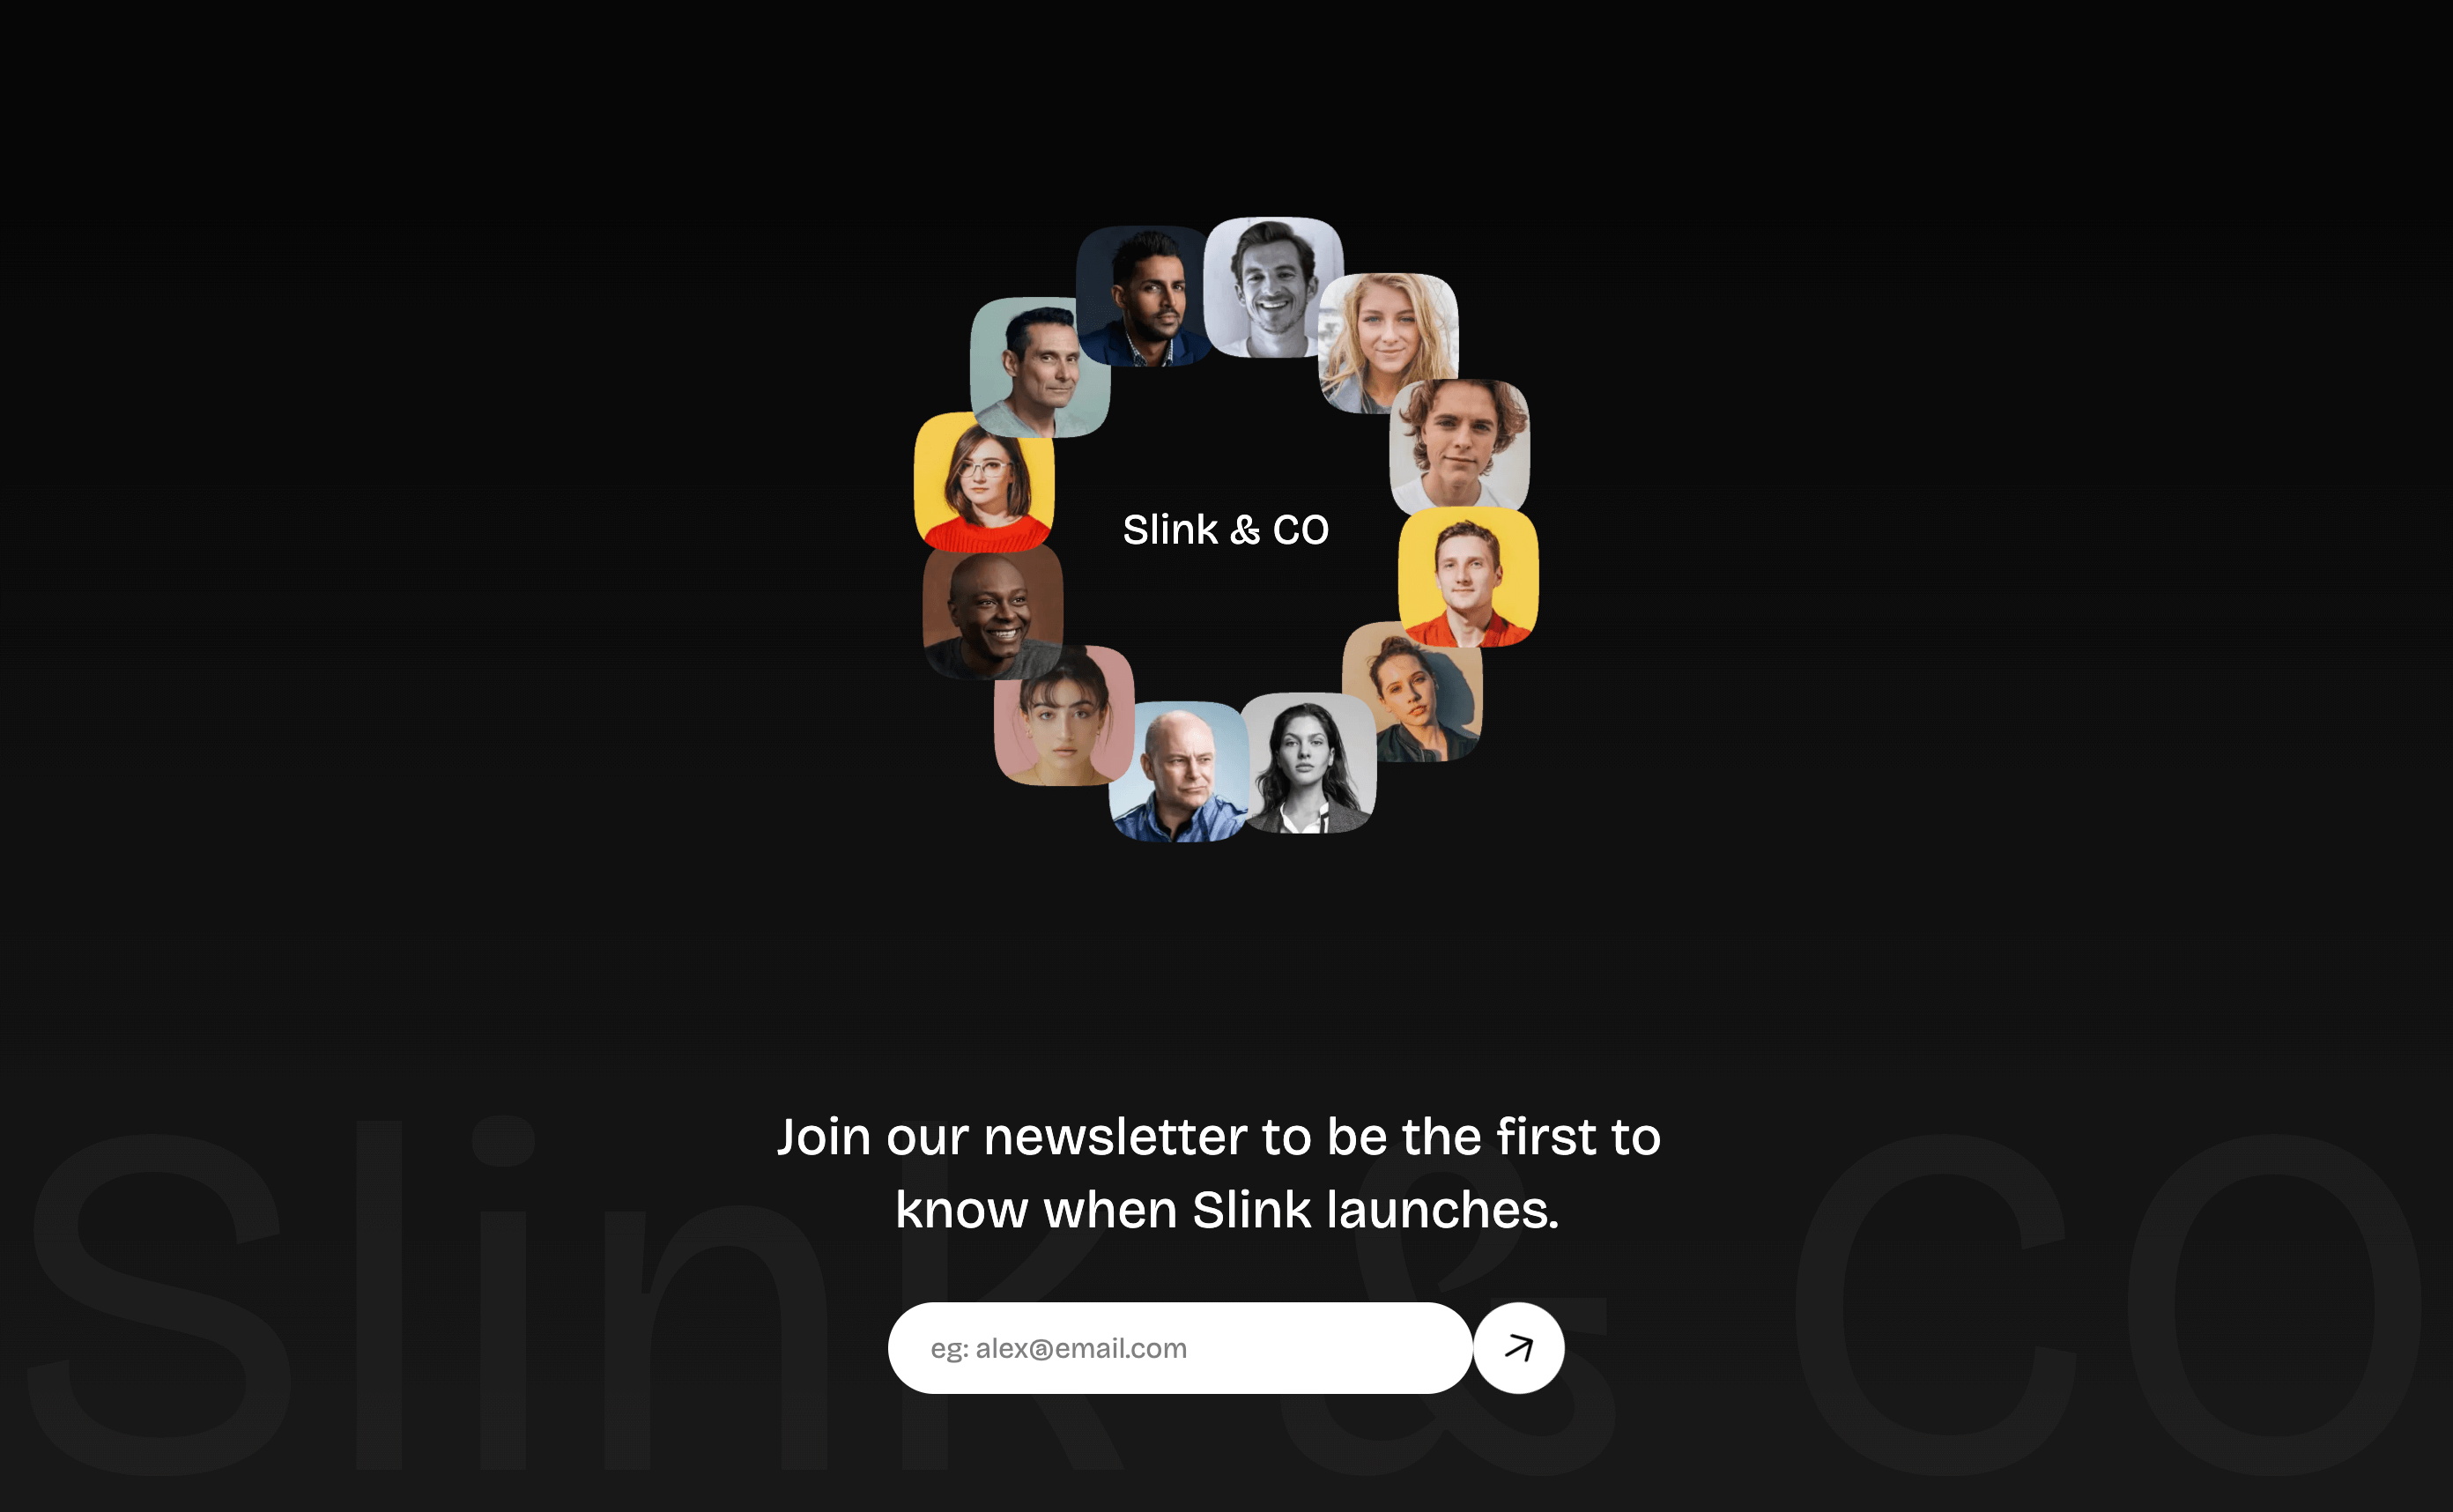 Slink & CO
Join our newsletter to be the first to
know when Slink launches.
eg: alex@email.com
Slink & CO